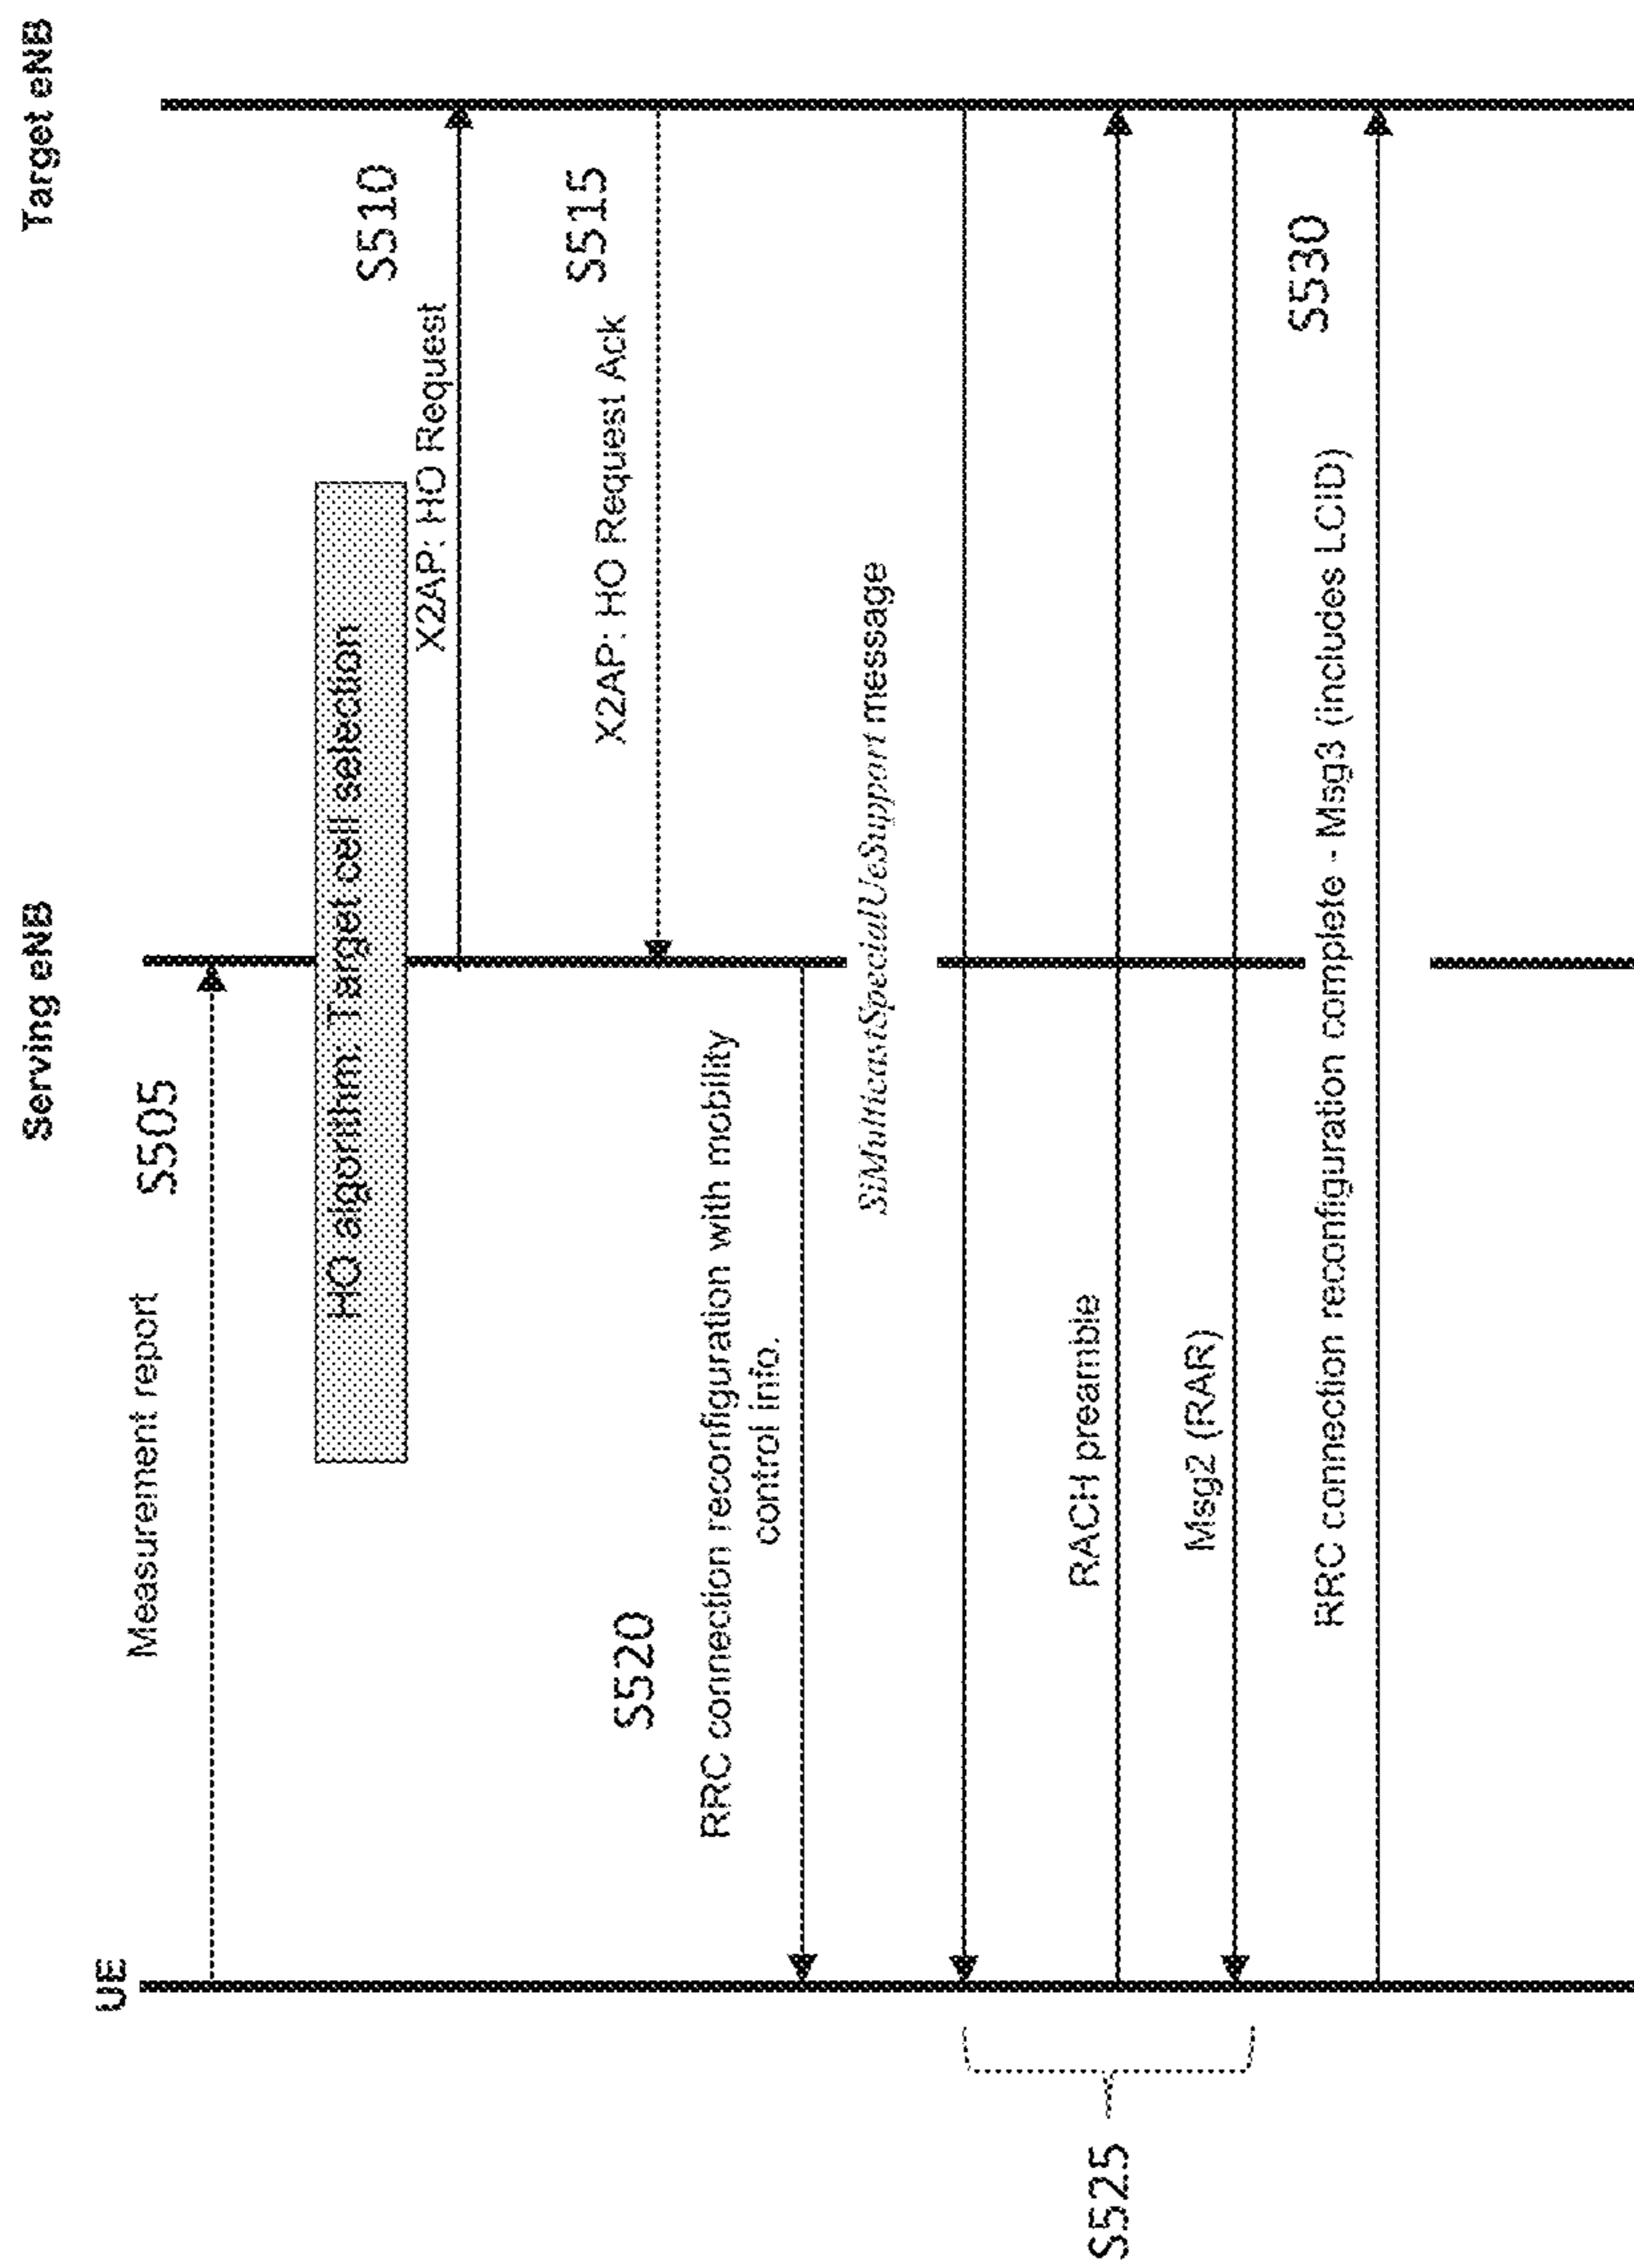 UE
Serving eNB
Target eNB
Measurement report
S505
HO algorithm: Target cell selection
S510
X2AP: HO Request
S515
X2AP: HO Request Ack
S520
RRC connection reconfiguration with mobility
control info.
SiMulticastSpecialUeSupport message
S525
RACH preamble
Msg2 (RAR)
S530
RRC connection reconfiguration complete - Msg3 (includes LCID)